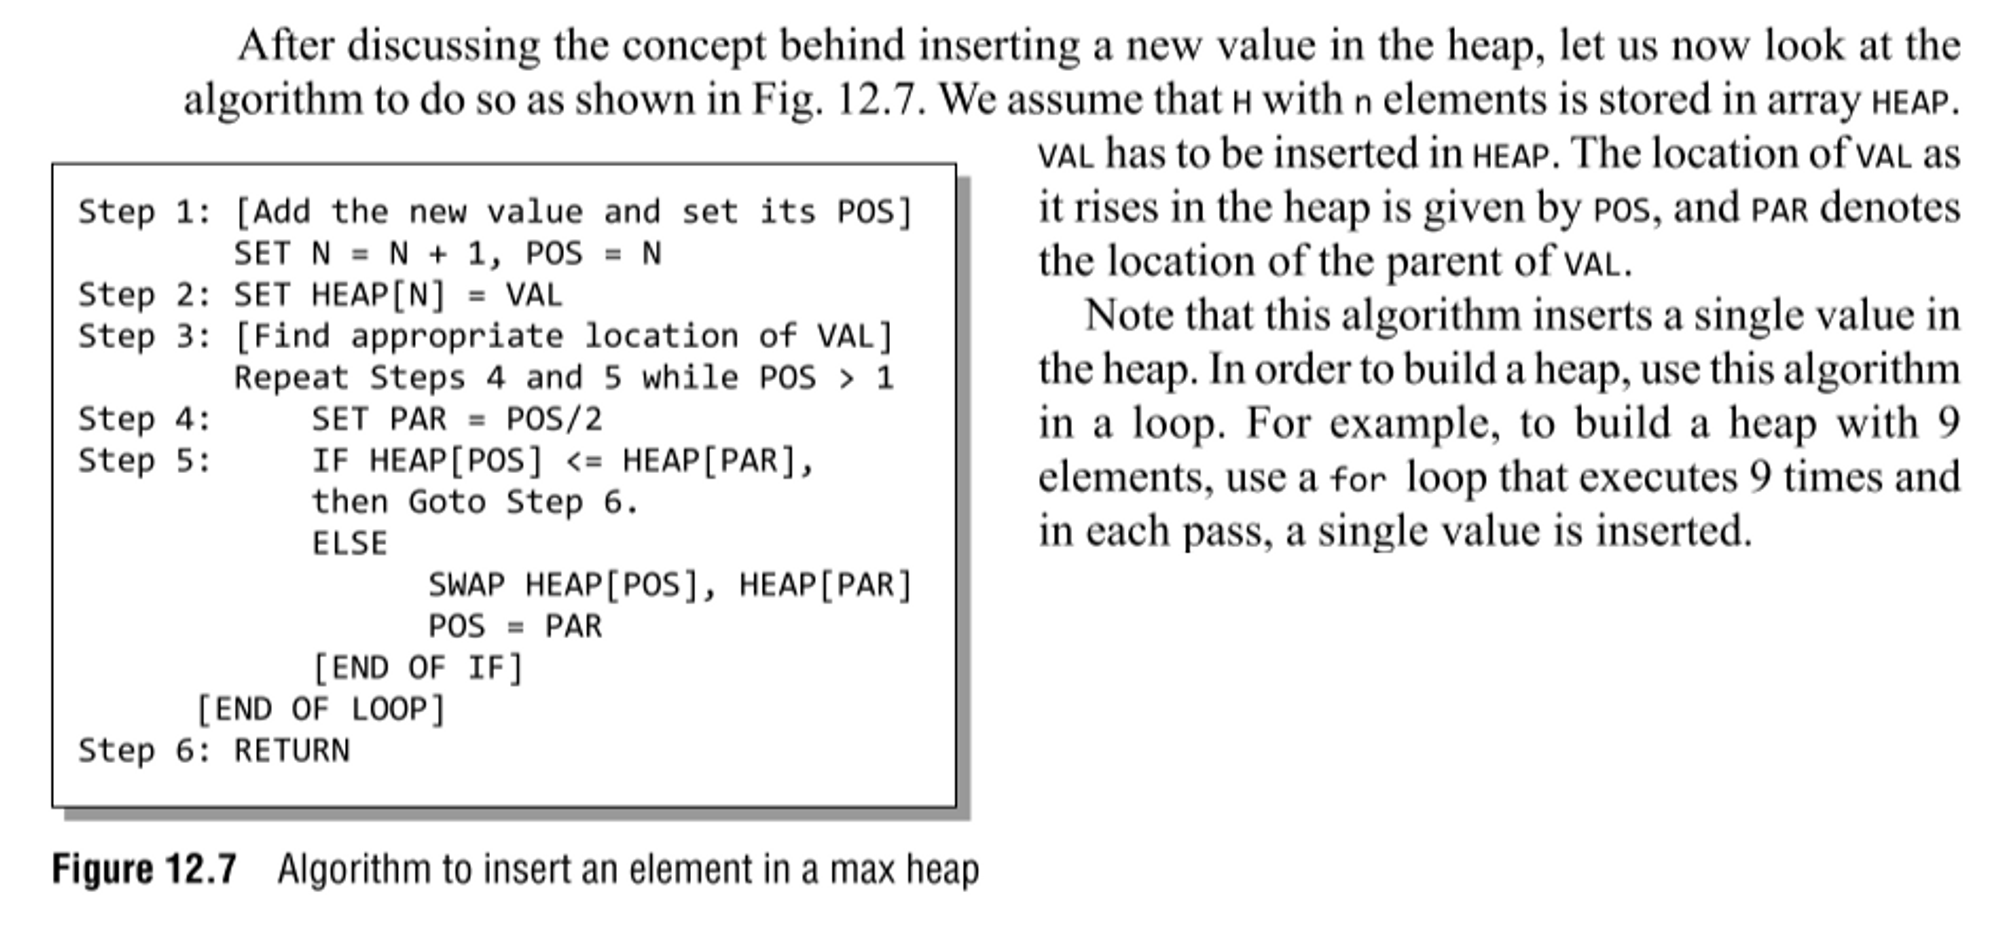 After discussing the concept behind inserting a new value in the heap, let us now look at the
algorithm to do so as shown in Fig. 12.7. We assume that H with n elements is stored in array HEAP.
VAL has to be inserted in HEAP. The location of VAL as
it rises in the heap is given by POS, and PAR denotes
the location of the parent of VAL.
Note that this algorithm inserts a single value in
the heap. In order to build a heap, use this algorithm
in a loop. For example, to build a heap with 9
elements, use a for loop that executes 9 times and
in each pass, a single value is inserted.
Step 1: [Add the new value and set its POS]
SET N = N + 1, POS = N
Step 2: SET HEAP[N] = VAL
Step 3: [Find appropriate location of VAL]
Repeat Steps 4 and 5 while POS > 1
Step 4: SET PAR = POS/2
Step 5: IF HEAP[POS] <= HEAP[PAR],
then Goto Step 6.
ELSE
SWAP HEAP[POS], HEAP[PAR]
POS = PAR
[END OF IF]
[END OF LOOP]
Step 6: RETURN
Figure 12.7 Algorithm to insert an element in a max heap